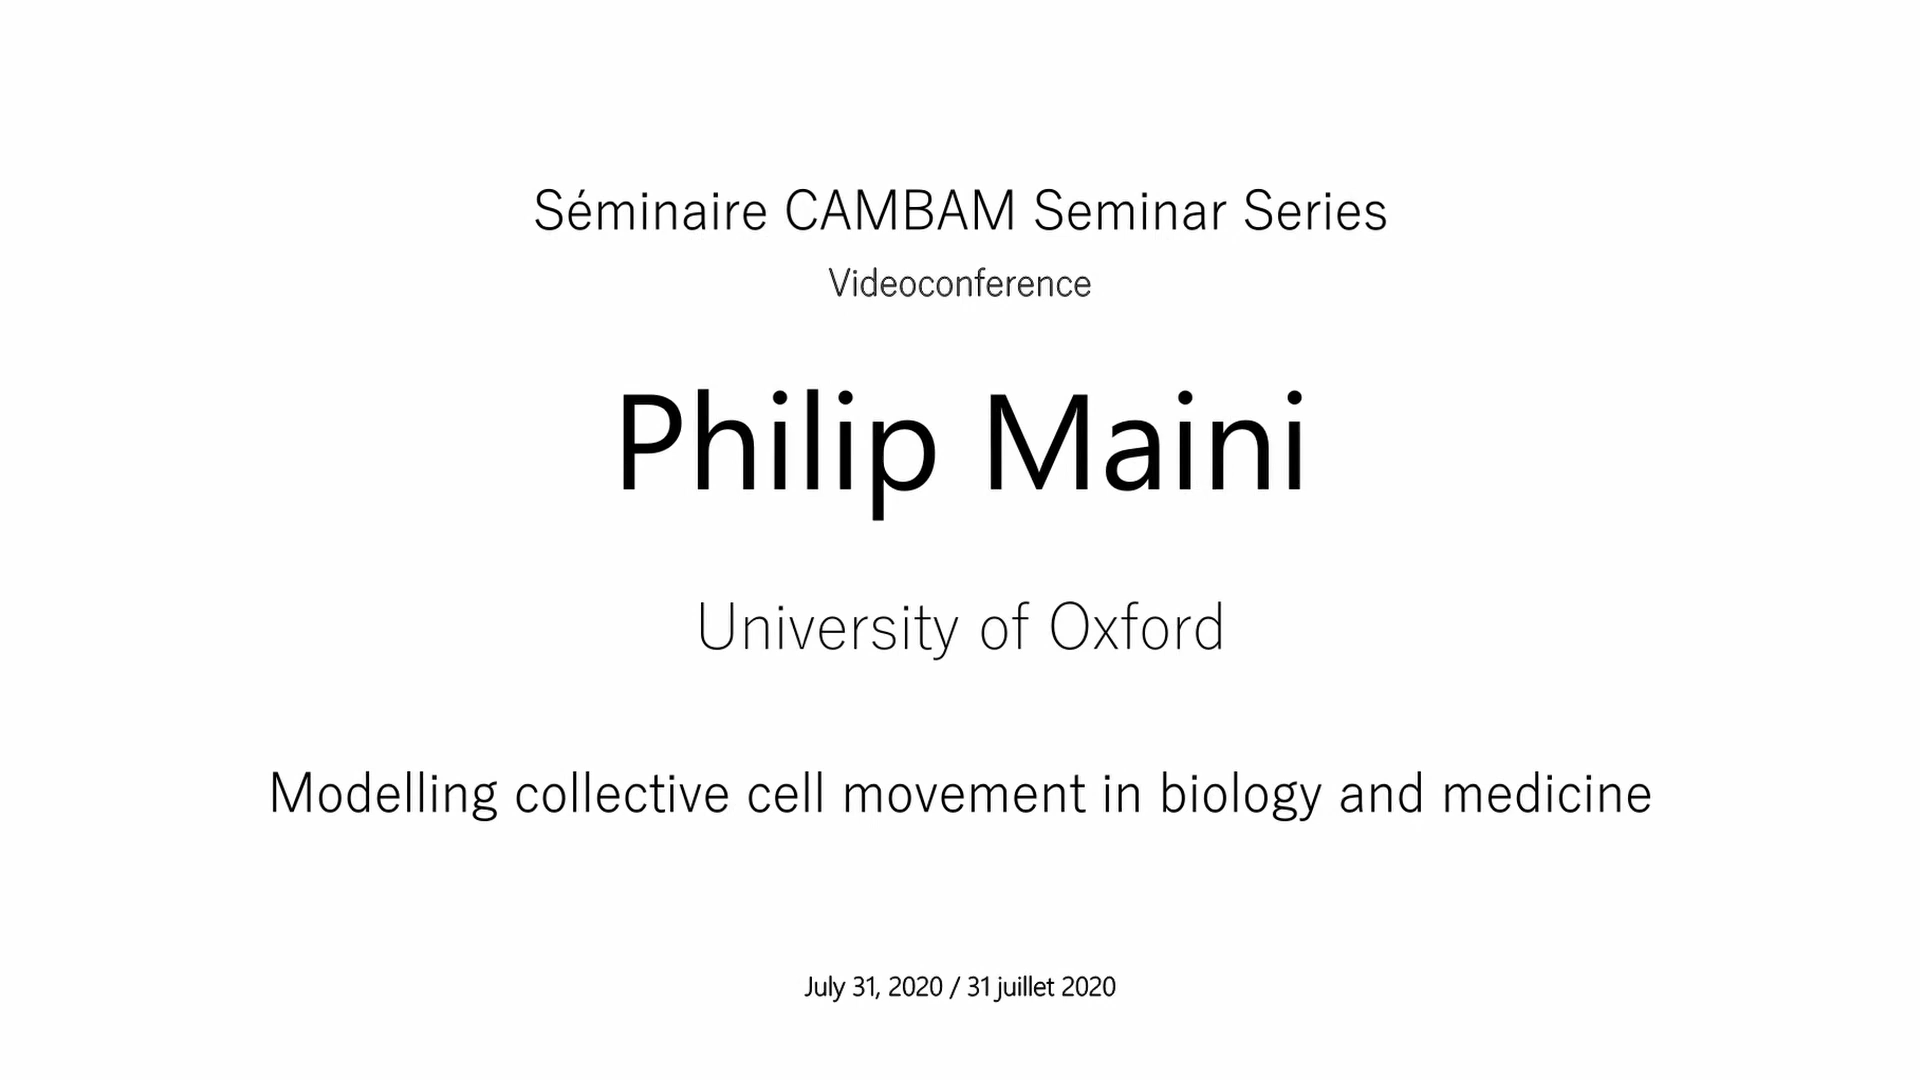 Séminaire CAMBAM Seminar Series
Videoconference
Philip Maini
University of Oxford
Modelling collective cell movement in biology and medicine
July 31, 2020 / 31 juillet 2020